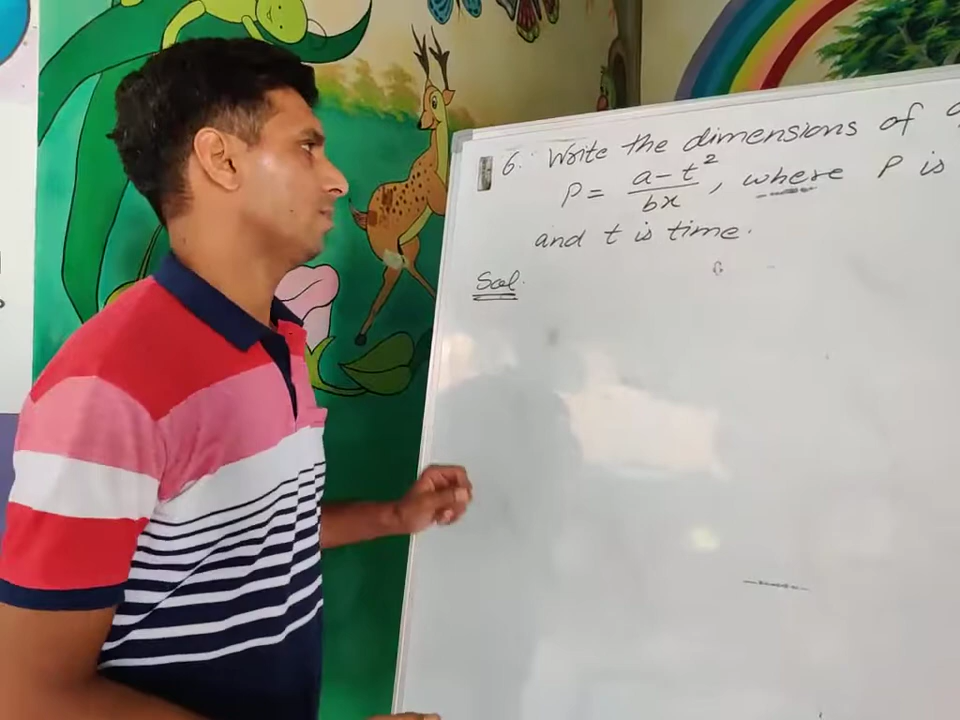 6. Write the dimensions of
P = a-t²/bx, where P is
and t is time.
Sol.